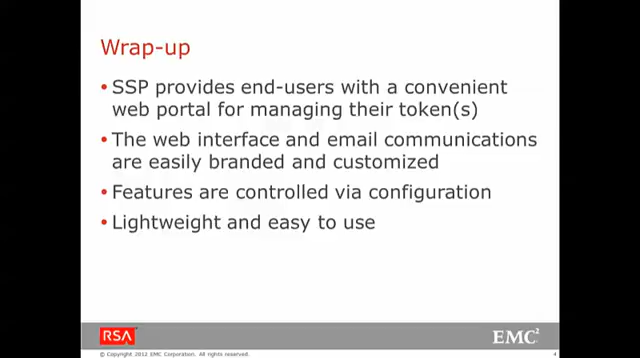 Wrap-up
• SSP provides end-users with a convenient
web portal for managing their token(s)
• The web interface and email communications
are easily branded and customized
• Features are controlled via configuration
• Lightweight and easy to use
RSA
EMC²
© Copyright 2012 EMC Corporation. All rights reserved.
4